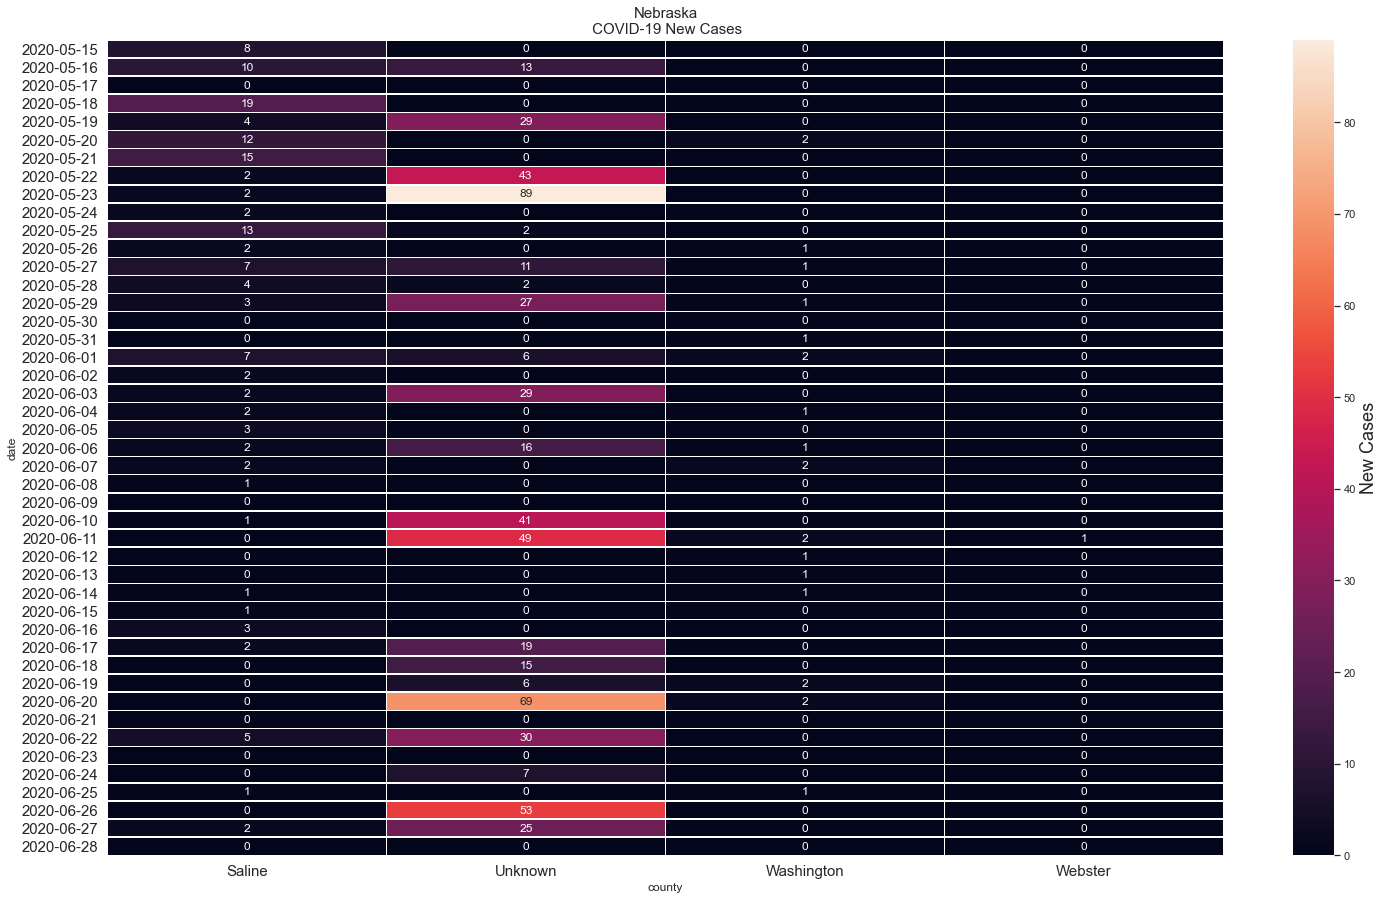 Nebraska
COVID-19 New Cases
2020-05-15 8 0 0 0
2020-05-16 10 13 0 0
2020-05-17 0 0 0 0
2020-05-18 19 0 0 0
2020-05-19 4 29 0 0
2020-05-20 12 0 2 0
2020-05-21 15 0 0 0
2020-05-22 2 43 0 0
2020-05-23 2 89 0 0
2020-05-24 2 0 0 0
2020-05-25 13 2 0 0
2020-05-26 2 0 1 0
2020-05-27 7 11 1 0
2020-05-28 4 2 0 0
2020-05-29 3 27 1 0
2020-05-30 0 0 0 0
2020-05-31 0 0 1 0
2020-06-01 7 6 2 0
2020-06-02 2 0 0 0
2020-06-03 2 29 0 0
2020-06-04 2 0 1 0
2020-06-05 3 0 0 0
2020-06-06 2 16 1 0
2020-06-07 2 0 2 0
2020-06-08 1 0 0 0
2020-06-09 0 0 0 0
2020-06-10 1 41 0 0
2020-06-11 0 49 2 1
2020-06-12 0 0 1 0
2020-06-13 0 0 1 0
2020-06-14 1 0 1 0
2020-06-15 1 0 0 0
2020-06-16 3 0 0 0
2020-06-17 2 19 0 0
2020-06-18 0 15 0 0
2020-06-19 0 6 2 0
2020-06-20 0 69 2 0
2020-06-21 0 0 0 0
2020-06-22 5 30 0 0
2020-06-23 0 0 0 0
2020-06-24 0 7 0 0
2020-06-25 1 0 1 0
2020-06-26 0 53 0 0
2020-06-27 2 25 0 0
2020-06-28 0 0 0 0
date
Saline Unknown Washington Webster
county
80
70
60
50
40
30
20
10
0
New Cases